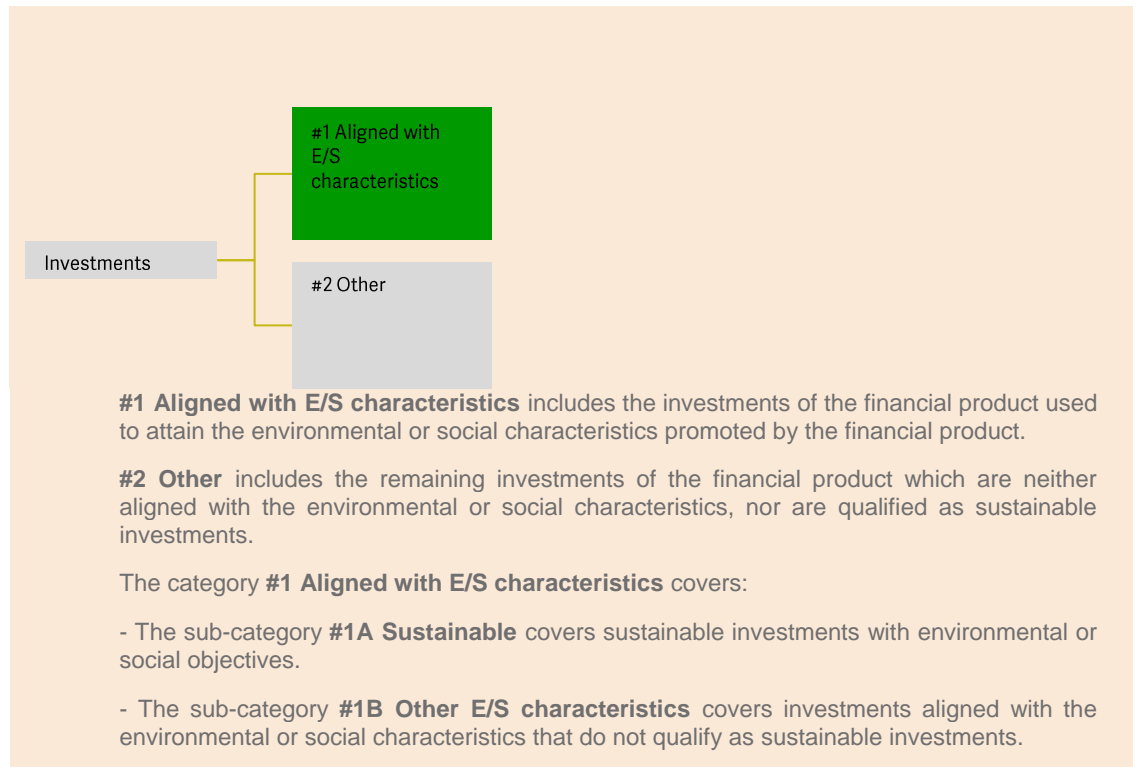 #1 Aligned with
E/S
characteristics
Investments
#2 Other
#1 Aligned with E/S characteristics includes the investments of the financial product used
to attain the environmental or social characteristics promoted by the financial product.
#2 Other includes the remaining investments of the financial product which are neither
aligned with the environmental or social characteristics, nor are qualified as sustainable
investments.
The category #1 Aligned with E/S characteristics covers:
- The sub-category #1A Sustainable covers sustainable investments with environmental or
social objectives.
- The sub-category #1B Other E/S characteristics covers investments aligned with the
environmental or social characteristics that do not qualify as sustainable investments.